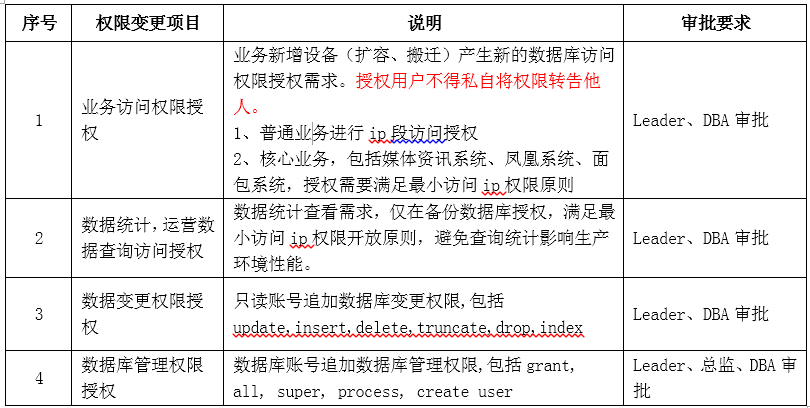 序号 权限变更项目 说明 审批要求
1 业务访问权限授权 业务新增设备（扩容、搬迁）产生新的数据库访问
权限授权需求。授权用户不得私自将权限转告他
人。
1、普通业务进行 ip 段访问授权
2、核心业务，包括媒体资讯系统、凤凰系统、面
包系统，授权需要满足最小访问 ip 权限原则
Leader、DBA 审批
2 数据统计，运营数
据查询访问授权
数据统计查看需求，仅在备份数据库授权，满足最
小访问 ip 权限开放原则，避免查询统计影响生产
环境性能。
Leader、DBA 审批
3 数据变更权限授
权
只读账号追加数据库变更权限,包括
update,insert,delete,truncate,drop,index
Leader、DBA 审批
4 数据库管理权限
授权
数据库账号追加数据库管理权限,包括 grant,
all, super, process, create user
Leader、总监、DBA 审
批